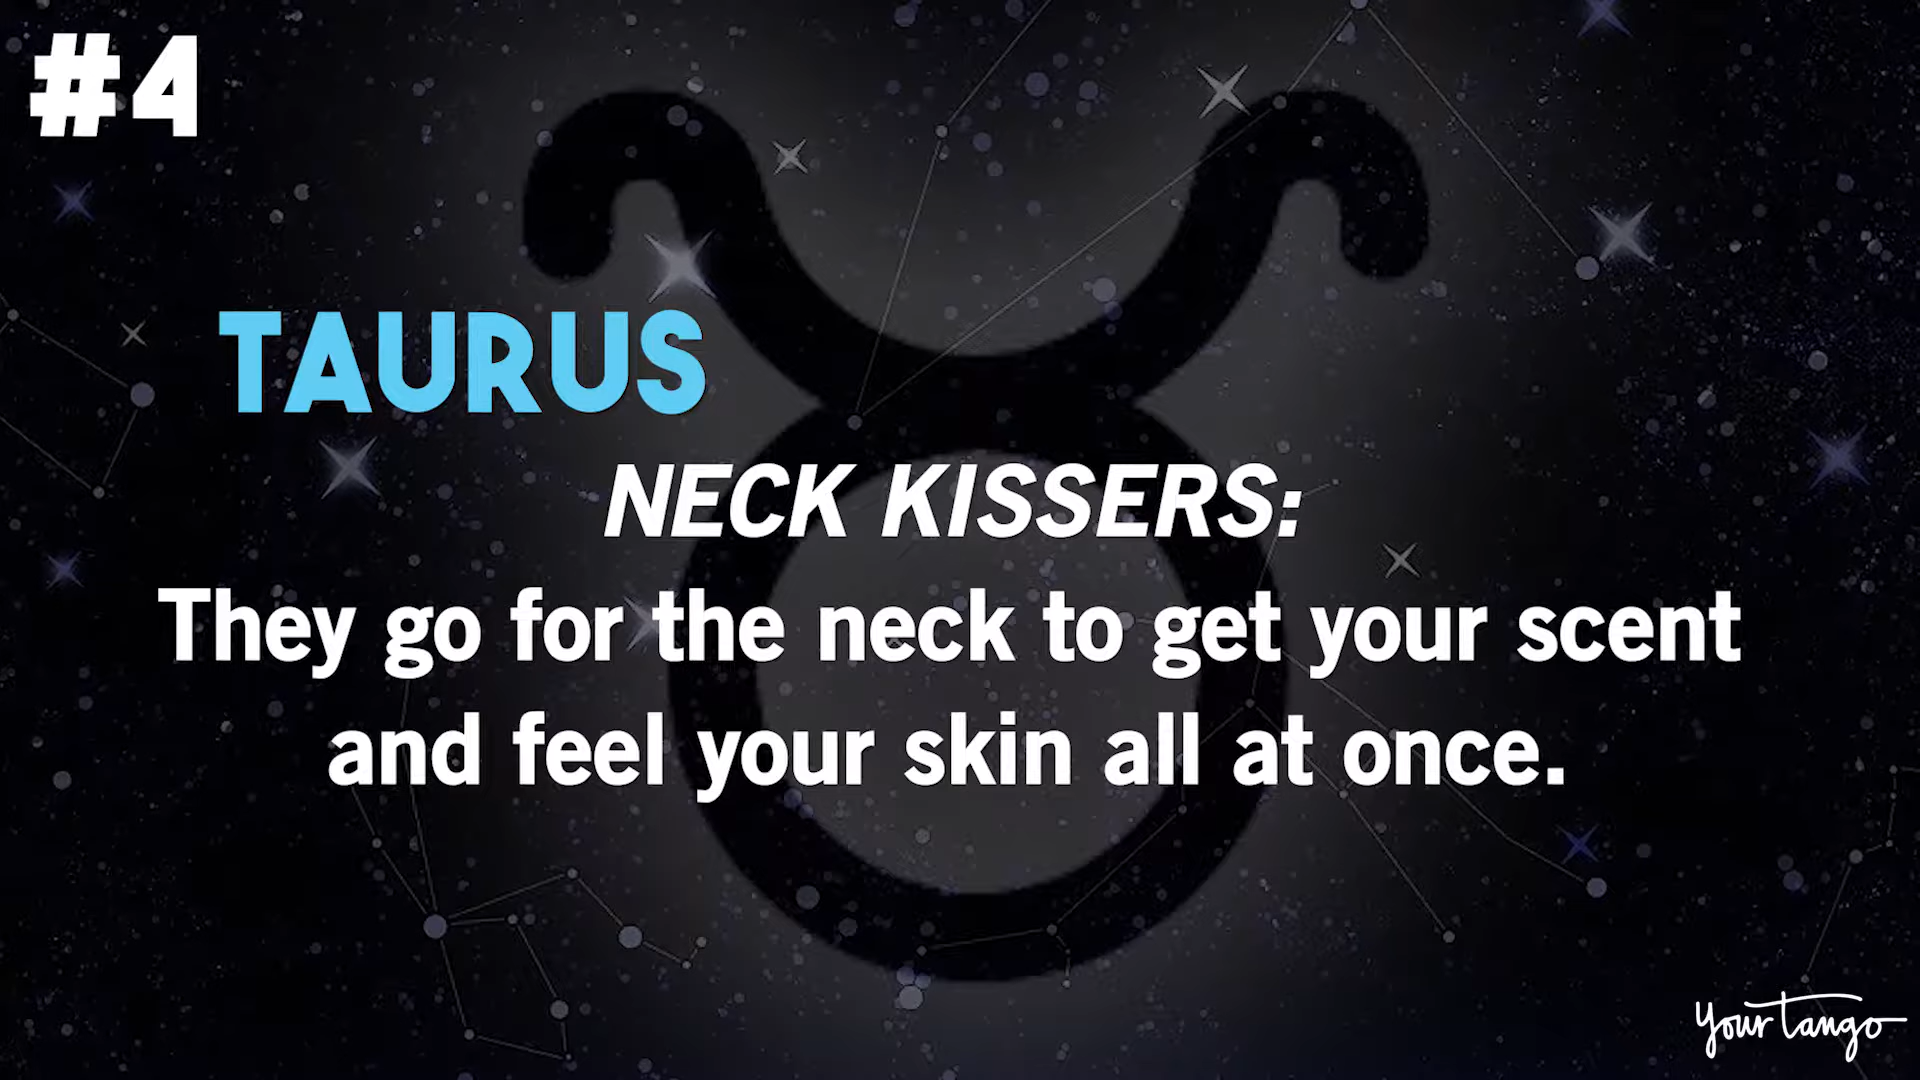 #4
TAURUS
NECK KISSERS:
They go for the neck to get your scent
and feel your skin all at once.
yourtango